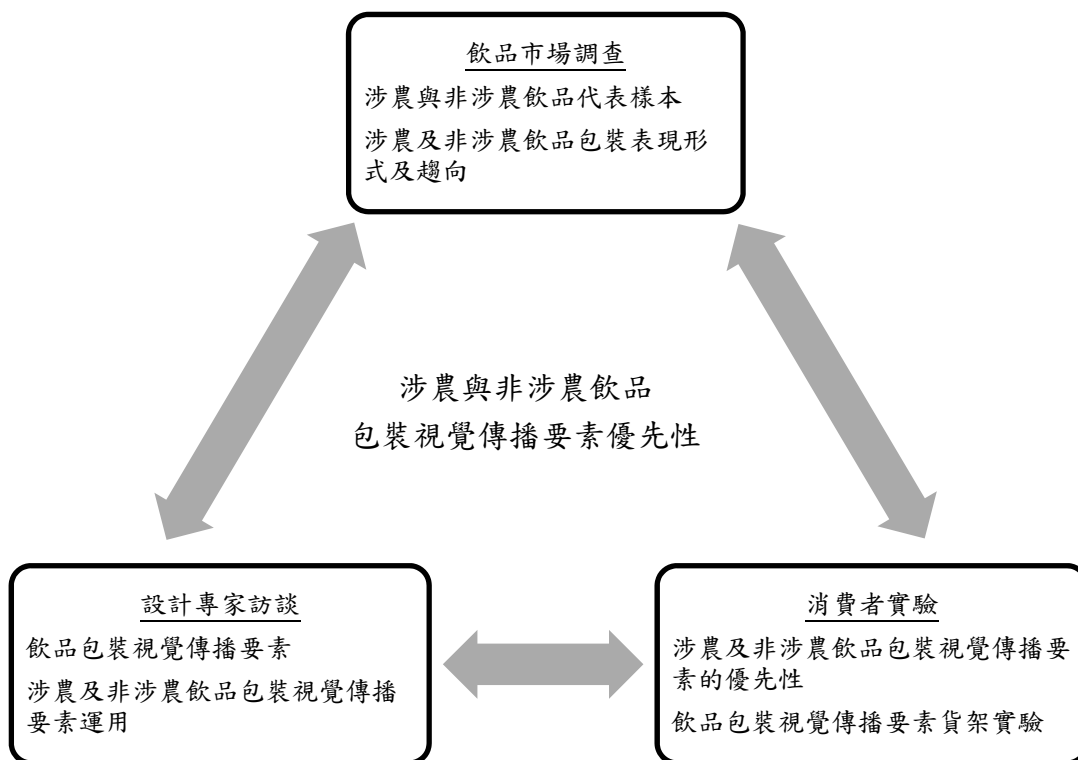 飲品市場調查
涉農與非涉農飲品代表樣本
涉農及非涉農飲品包裝表現形
式及趨向
涉農與非涉農飲品
包裝視覺傳播要素優先性
設計專家訪談
飲品包裝視覺傳播要素
涉農及非涉農飲品包裝視覺傳播
要素運用
消費者實驗
涉農及非涉農飲品包裝視覺傳播要
素的優先性
飲品包裝視覺傳播要素貨架實驗